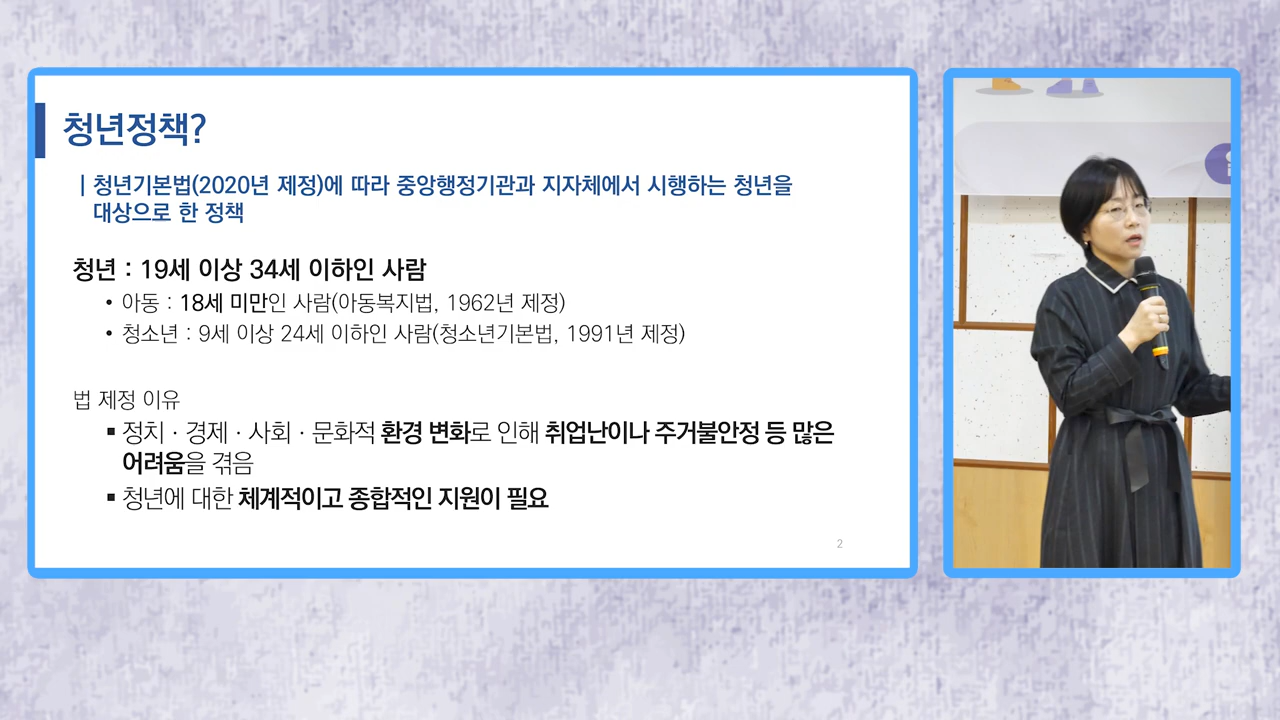 청년정책?
| 청년기본법(2020년 제정)에 따라 중앙행정기관과 지자체에서 시행하는 청년을
대상으로 한 정책
청년 : 19세 이상 34세 이하인 사람
• 아동 : 18세 미만인 사람(아동복지법, 1962년 제정)
• 청소년 : 9세 이상 24세 이하인 사람(청소년기본법, 1991년 제정)
법 제정 이유
▪ 정치 · 경제 · 사회 · 문화적 환경 변화로 인해 취업난이나 주거불안정 등 많은
어려움을 겪음
▪ 청년에 대한 체계적이고 종합적인 지원이 필요
2